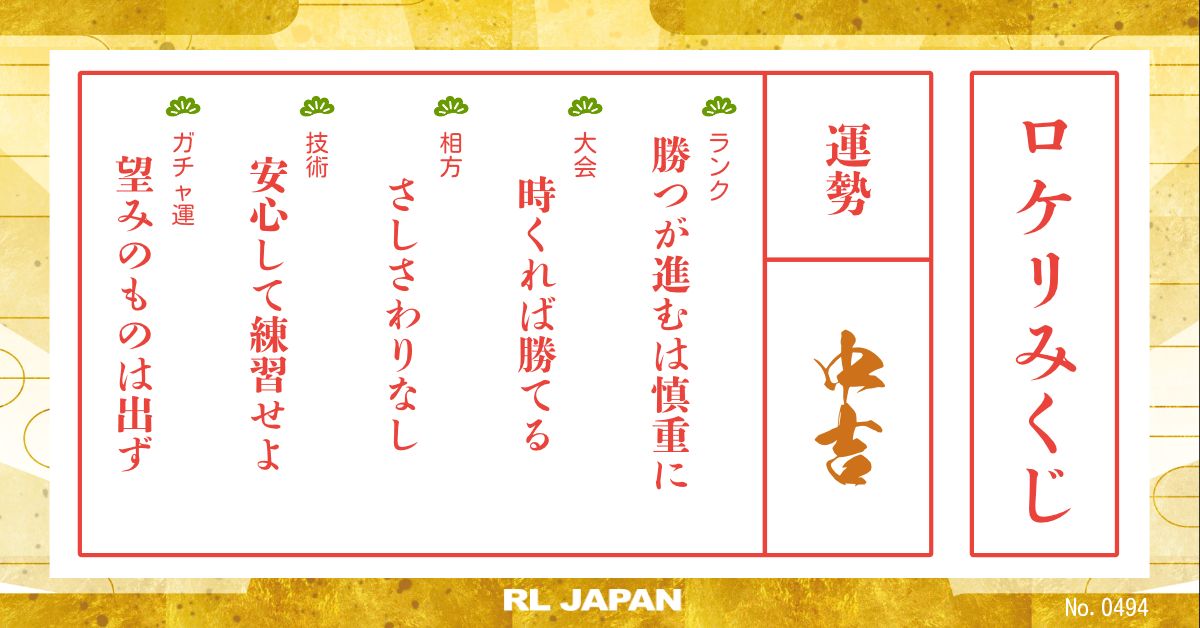 ロケリみくじ
運勢
中吉
ランク
勝つが進むは慎重に
大会
時くれば勝てる
相方
さしさわりなし
技術
安心して練習せよ
ガチャ運
望みのものは出ず
RL JAPAN
No. 0494